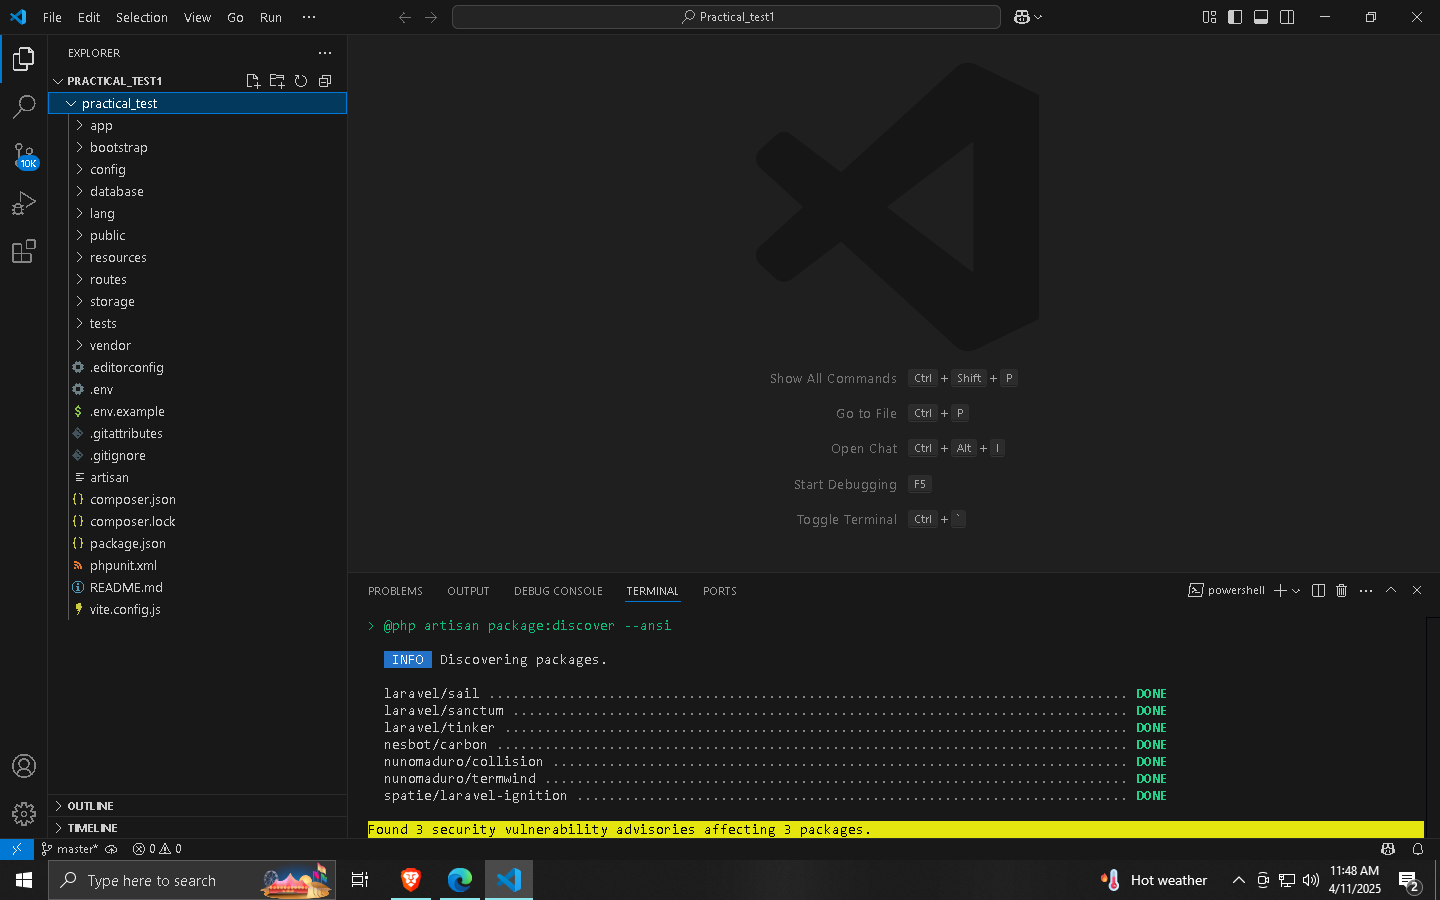 File Edit Selection View Go Run ···
Practical_test1
EXPLORER
PRACTICAL_TEST1
practical_test
app
bootstrap
config
database
lang
public
resources
routes
storage
tests
vendor
.editorconfig
.env
.env.example
.gitattributes
.gitignore
artisan
composer.json
composer.lock
package.json
phpunit.xml
README.md
vite.config.js
OUTLINE
TIMELINE
10K
Show All Commands Ctrl + Shift + P
Go to File Ctrl + P
Open Chat Ctrl + Alt + I
Start Debugging F5
Toggle Terminal Ctrl + `
PROBLEMS OUTPUT DEBUG CONSOLE TERMINAL PORTS
powershell
> @php artisan package:discover --ansi
INFO Discovering packages.
laravel/sail ................................................................................ DONE
laravel/sanctum ............................................................................. DONE
laravel/tinker .............................................................................. DONE
nesbot/carbon ............................................................................... DONE
nunomaduro/collision ........................................................................ DONE
nunomaduro/termwind ......................................................................... DONE
spatie/laravel-ignition ..................................................................... DONE
Found 3 security vulnerability advisories affecting 3 packages.
master* 0 0
Type here to search
Hot weather
11:48 AM
4/11/2025
2